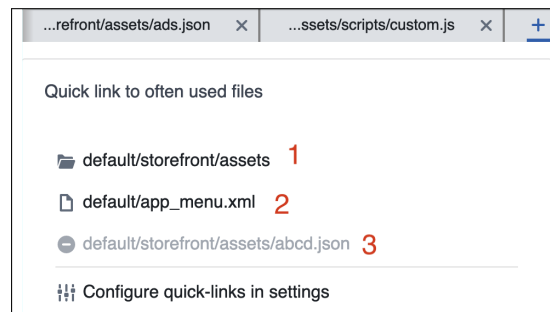 ...refront/assets/ads.json
...ssets/scripts/custom.js
Quick link to often used files
default/storefront/assets 1
default/app_menu.xml 2
default/storefront/assets/abcd.json 3
Configure quick-links in settings